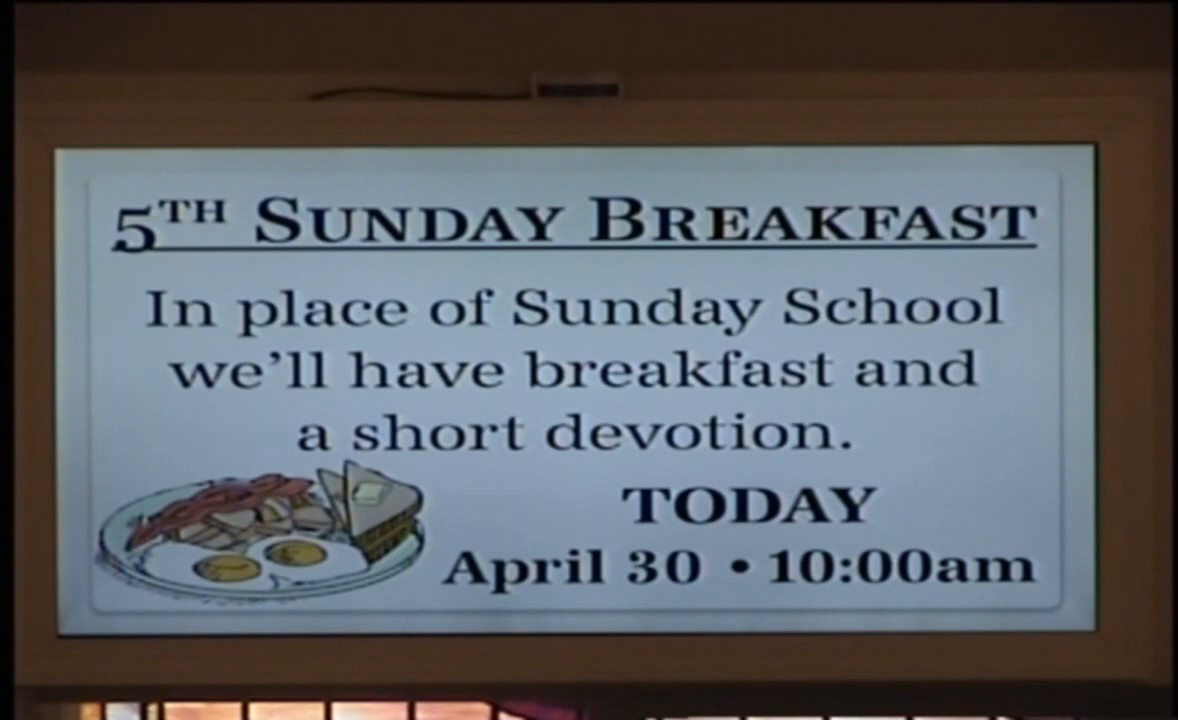 5TH SUNDAY BREAKFAST
In place of Sunday School
we'll have breakfast and
a short devotion.
TODAY
April 30 • 10:00am